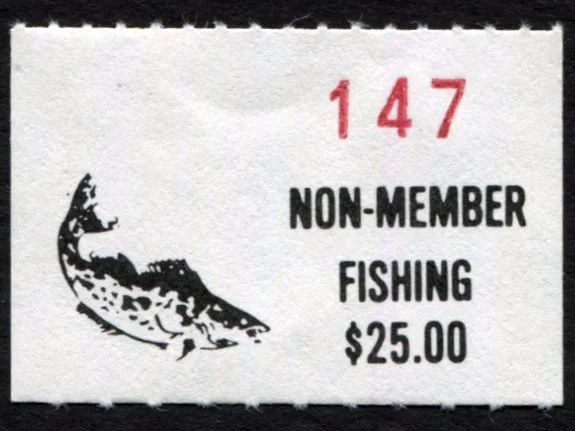 147
NON-MEMBER
FISHING
$25.00